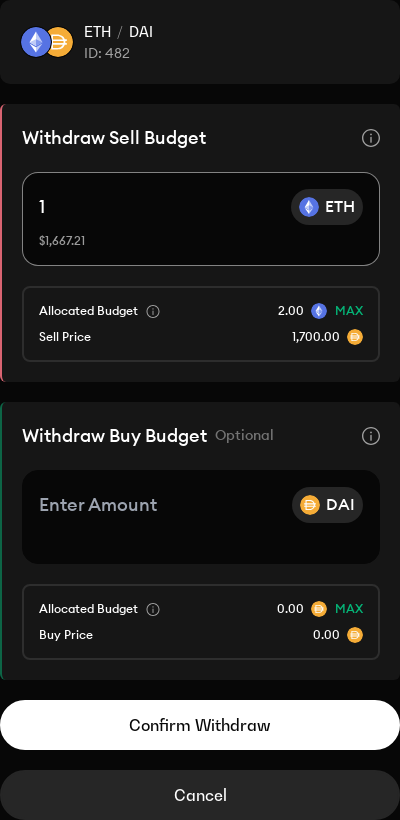 ETH / DAI
ID: 482
Withdraw Sell Budget
1
ETH
$1,667.21
Allocated Budget 2.00 MAX
Sell Price 1,700.00
Withdraw Buy Budget Optional
Enter Amount
DAI
Allocated Budget 0.00 MAX
Buy Price 0.00
Confirm Withdraw
Cancel